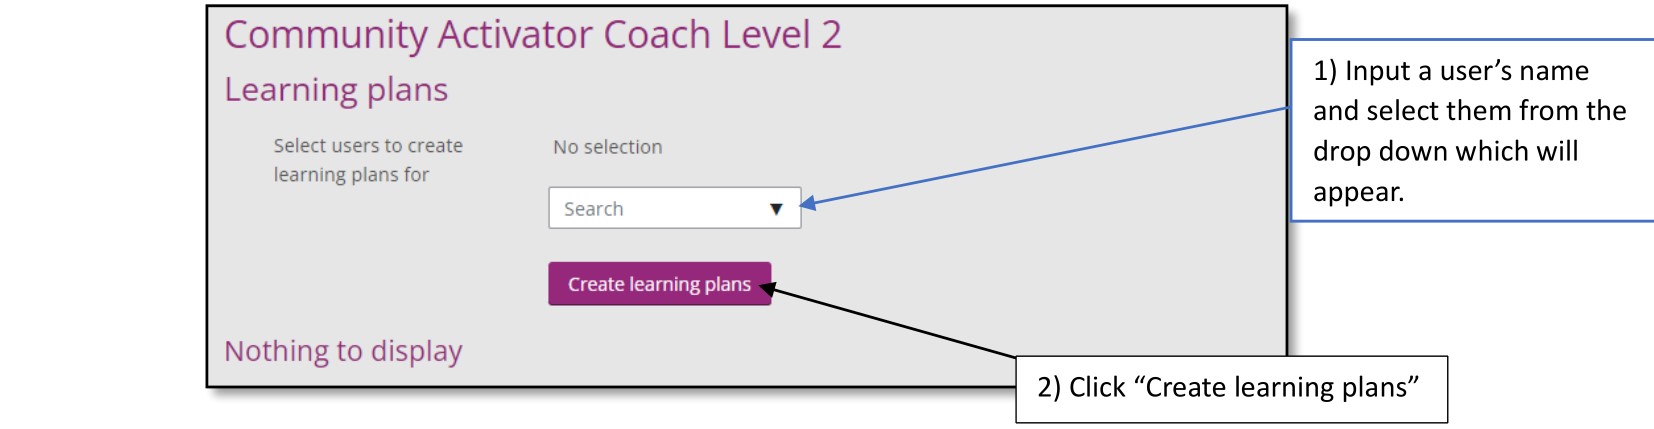 Community Activator Coach Level 2
Learning plans
Select users to create
learning plans for
No selection
Search
Create learning plans
Nothing to display
1) Input a user’s name
and select them from the
drop down which will
appear.
2) Click “Create learning plans”